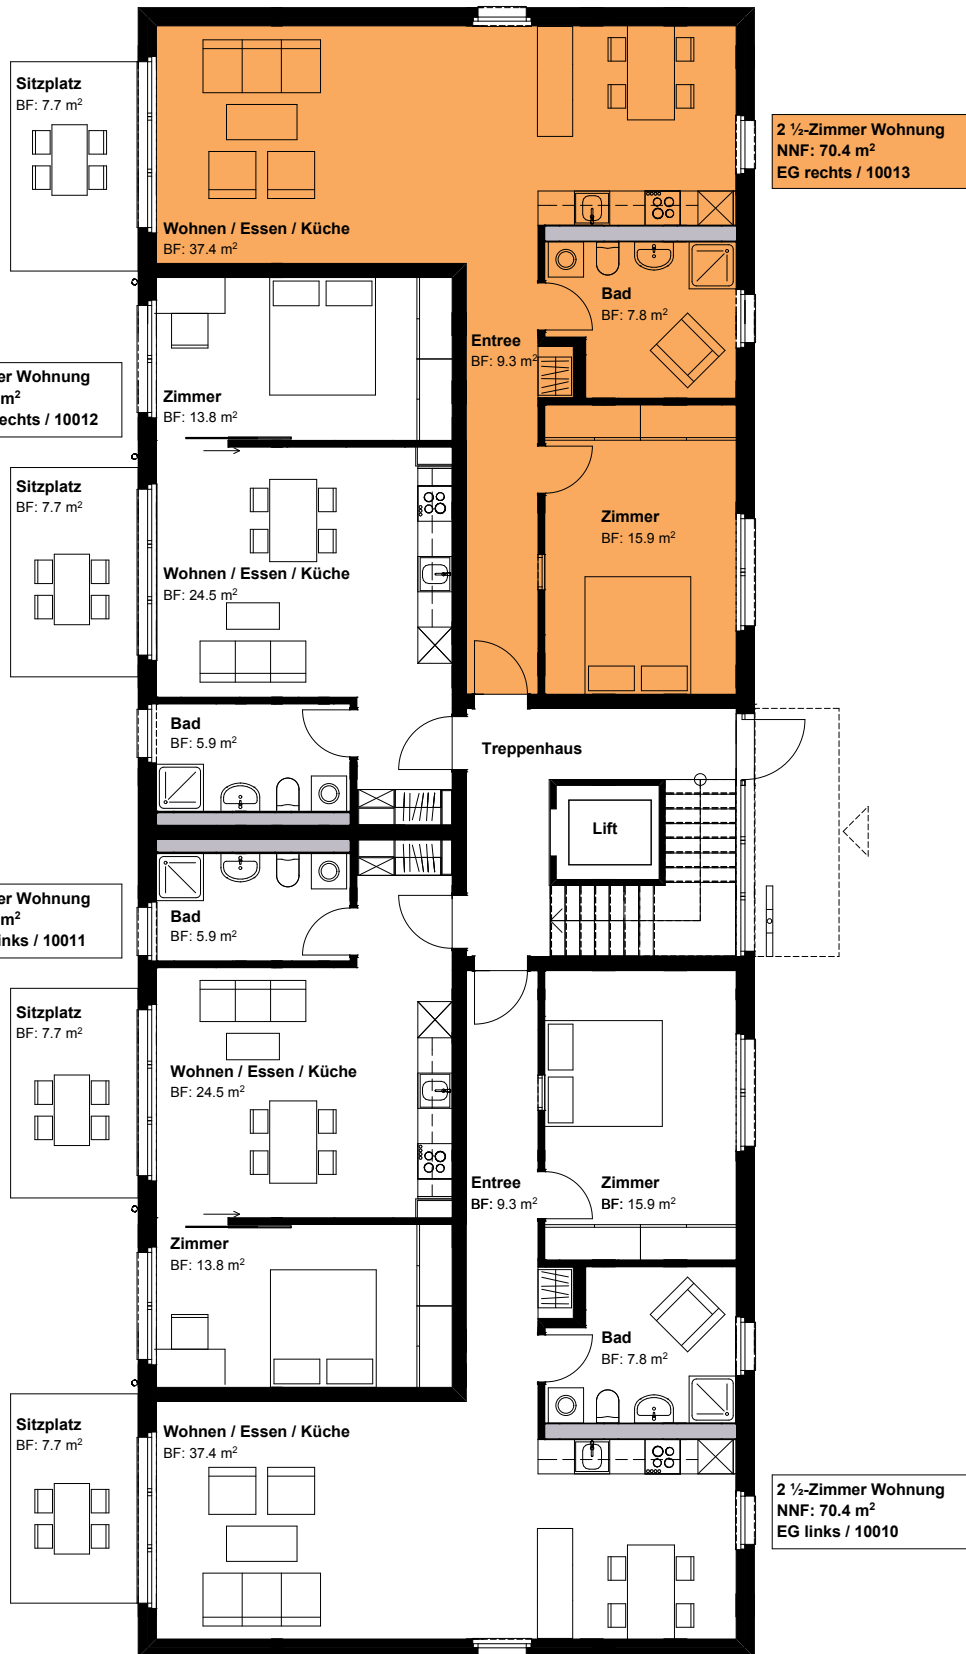 Sitzplatz
BF: 7.7 m²
2 ½-Zimmer Wohnung
NNF: 70.4 m²
EG rechts / 10013
Wohnen / Essen / Küche
BF: 37.4 m²
Bad
BF: 7.8 m²
Entree
BF: 9.3 m²
Wohnung
m²
/ 10012
Zimmer
BF: 13.8 m²
Sitzplatz
BF: 7.7 m²
Zimmer
BF: 15.9 m²
Wohnen / Essen / Küche
BF: 24.5 m²
Bad
BF: 5.9 m²
Treppenhaus
Lift
Wohnung
m²
/ 10011
Bad
BF: 5.9 m²
Sitzplatz
BF: 7.7 m²
Wohnen / Essen / Küche
BF: 24.5 m²
Entree
BF: 9.3 m²
Zimmer
BF: 15.9 m²
Zimmer
BF: 13.8 m²
Bad
BF: 7.8 m²
Sitzplatz
BF: 7.7 m²
Wohnen / Essen / Küche
BF: 37.4 m²
2 ½-Zimmer Wohnung
NNF: 70.4 m²
EG links / 10010